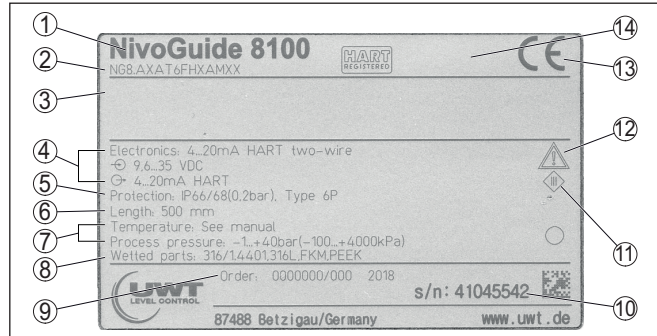 1
NivoGuide 8100
HART
REGISTERED
14
CE
2
NG8.AXAT6FHXAMXX
13
3
4
Electronics: 4...20mA HART two-wire
9,6...35 VDC
4...20mA HART
12
5
Protection: IP66/68(0,2bar), Type 6P
6
Length: 500 mm
7
Temperature: See manual
Process pressure: -1...+40bar(-100...+4000kPa)
11
8
Wetted parts: 316/1.4401,316L,FKM,PEEK
9
Order: 0000000/000 2018
UWT
LEVEL CONTROL
s/n: 41045542
10
87488 Betzigau/Germany
www.uwt.de